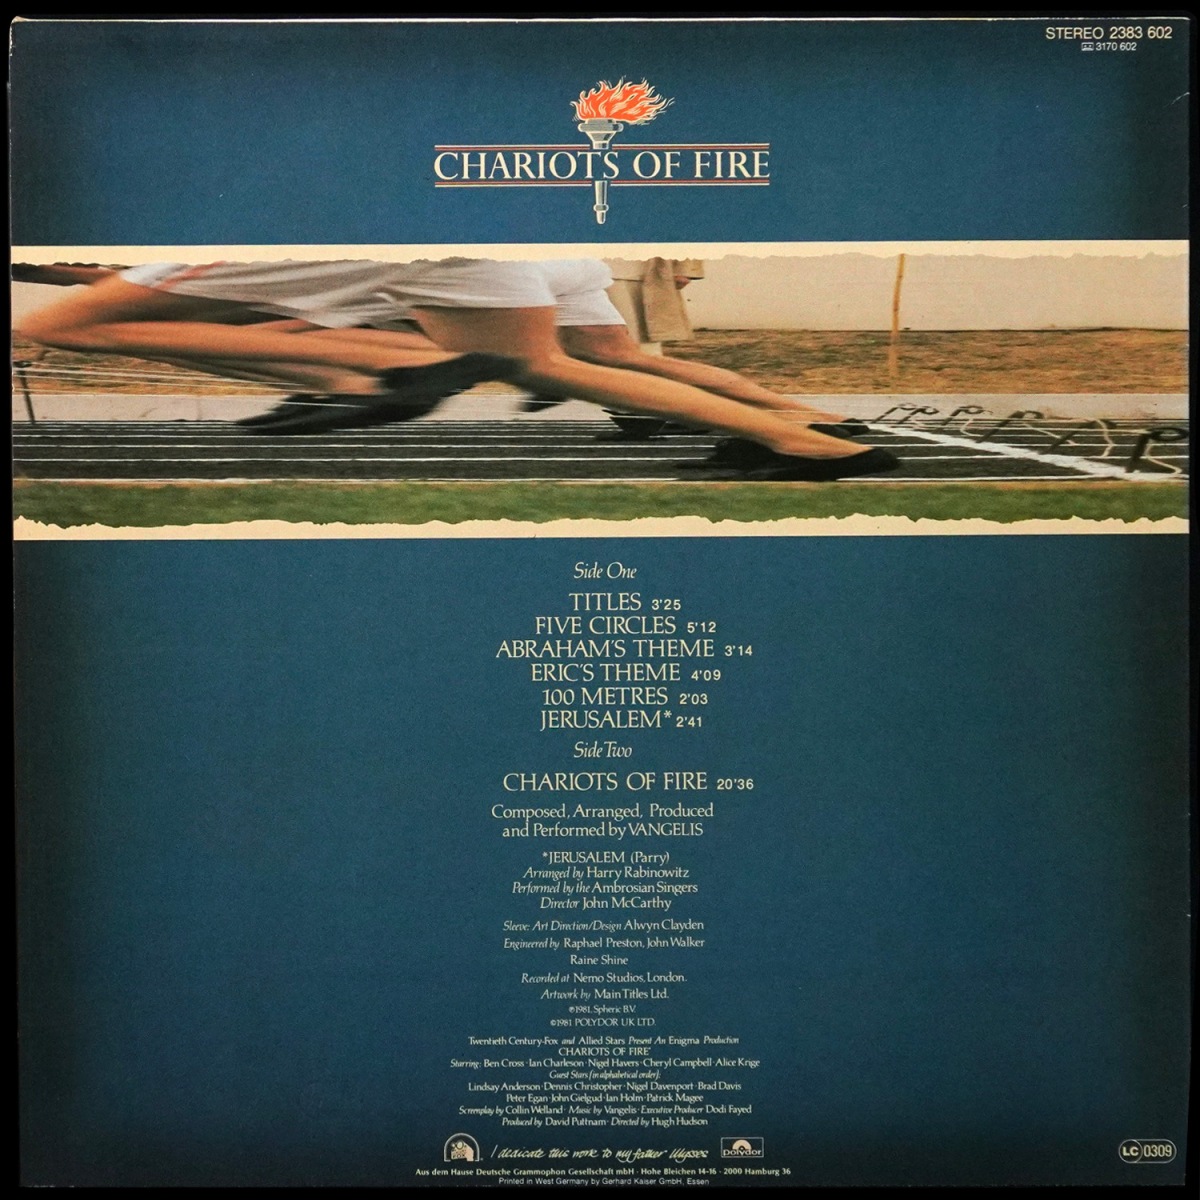 STEREO 2383 602
3170 602
CHARIOTS OF FIRE
Side One
TITLES 3'25
FIVE CIRCLES 5'12
ABRAHAM'S THEME 3'14
ERIC'S THEME 4'09
100 METRES 2'03
JERUSALEM* 2'41
Side Two
CHARIOTS OF FIRE 20'36
Composed, Arranged, Produced
and Performed by VANGELIS
*JERUSALEM (Parry)
Arranged by Harry Rabinowitz
Performed by the Ambrosian Singers
Director John McCarthy
Sleeve: Art Direction/Design Alwyn Clayden
Engineered by Raphael Preston, John Walker
Raine Shine
Recorded at Nemo Studios, London.
Artwork by Main Titles Ltd.
℗1981, Spheric B.V.
©1981 POLYDOR UK LTD.
Twentieth Century-Fox and Allied Stars Present An Enigma Production
CHARIOTS OF FIRE"
Starring: Ben Cross · Ian Charleson · Nigel Havers · Cheryl Campbell · Alice Krige
Guest Stars (in alphabetical order):
Lindsay Anderson · Dennis Christopher · Nigel Davenport · Brad Davis
Peter Egan · John Gielgud · Ian Holm · Patrick Magee
Screenplay by Collin Welland · Music by Vangelis · Executive Producer Dodi Fayed
Produced by David Puttnam · Directed by Hugh Hudson
I dedicate this work to my father Ulysses
Polydor
LC 0309
Aus dem Hause Deutsche Grammophon Gesellschaft mbH · Hohe Bleichen 14-16 · 2000 Hamburg 36
Printed in West Germany by Gerhard Kaiser GmbH, Essen